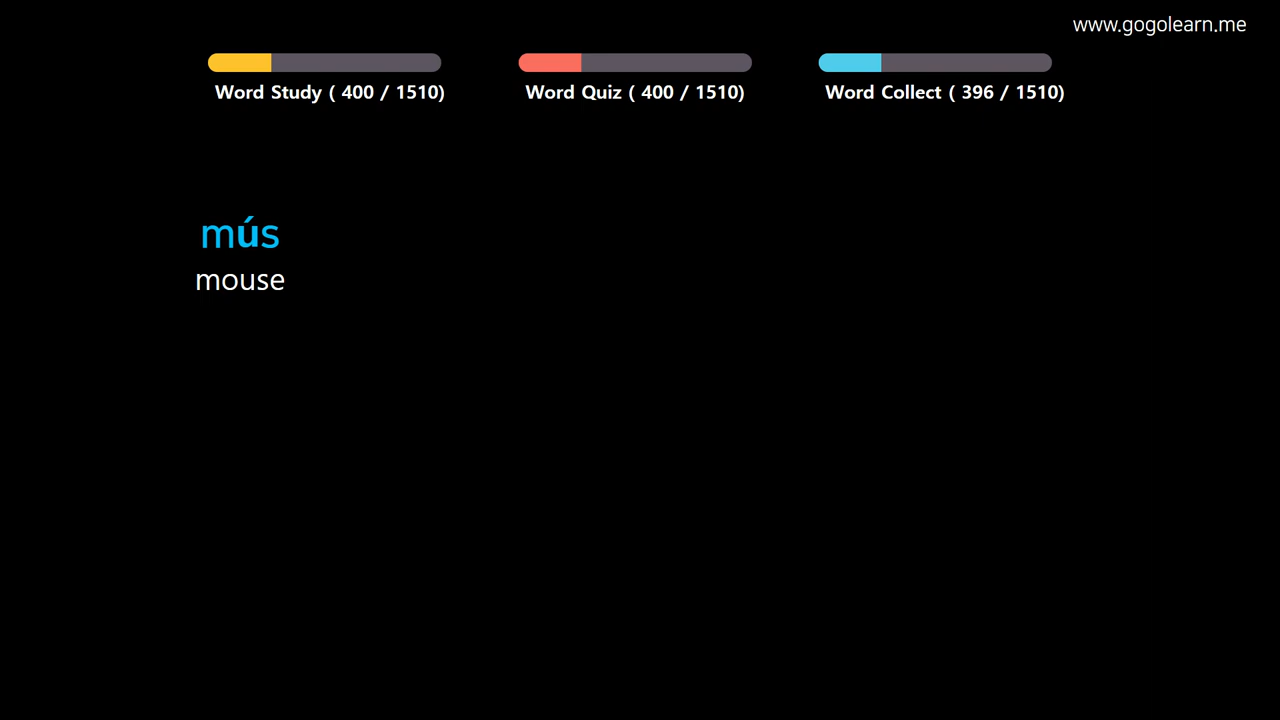 www.gogolearn.me
Word Study ( 400 / 1510)
Word Quiz ( 400 / 1510)
Word Collect ( 396 / 1510)
mús
mouse